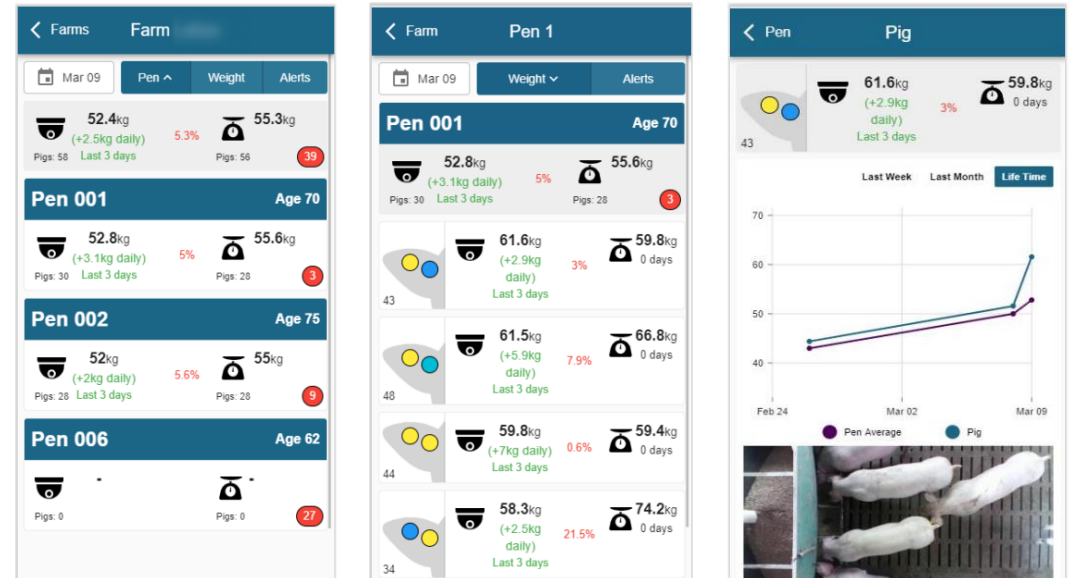 Farms Farm
Mar 09 Pen Weight Alerts
52.4kg 55.3kg
(+2.5kg daily) 5.3%
Pigs: 58 Last 3 days Pigs: 56 39
Pen 001 Age 70
52.8kg 55.6kg
(+3.1kg daily) 5%
Pigs: 30 Last 3 days Pigs: 28 3
Pen 002 Age 75
52kg 55kg
(+2kg daily) 5.6%
Pigs: 28 Last 3 days Pigs: 28 9
Pen 006 Age 62
- -
Pigs: 0 Pigs: 0 27
Farm Pen 1
Mar 09 Weight Alerts
Pen 001 Age 70
52.8kg 55.6kg
(+3.1kg daily) 5%
Pigs: 30 Last 3 days Pigs: 28 3
61.6kg 59.8kg
(+2.9kg 3% 0 days
daily)
43 Last 3 days
61.5kg 66.8kg
(+5.9kg 7.9% 0 days
daily)
48 Last 3 days
59.8kg 59.4kg
(+7kg daily) 0.6% 0 days
44 Last 3 days
58.3kg 74.2kg
(+2.5kg 21.5% 0 days
daily)
34 Last 3 days
Pen Pig
61.6kg 59.8kg
(+2.9kg 3% 0 days
daily)
43 Last 3 days
Last Week Last Month Life Time
70
60
50
40
Feb 24 Mar 02 Mar 09
Pen Average Pig